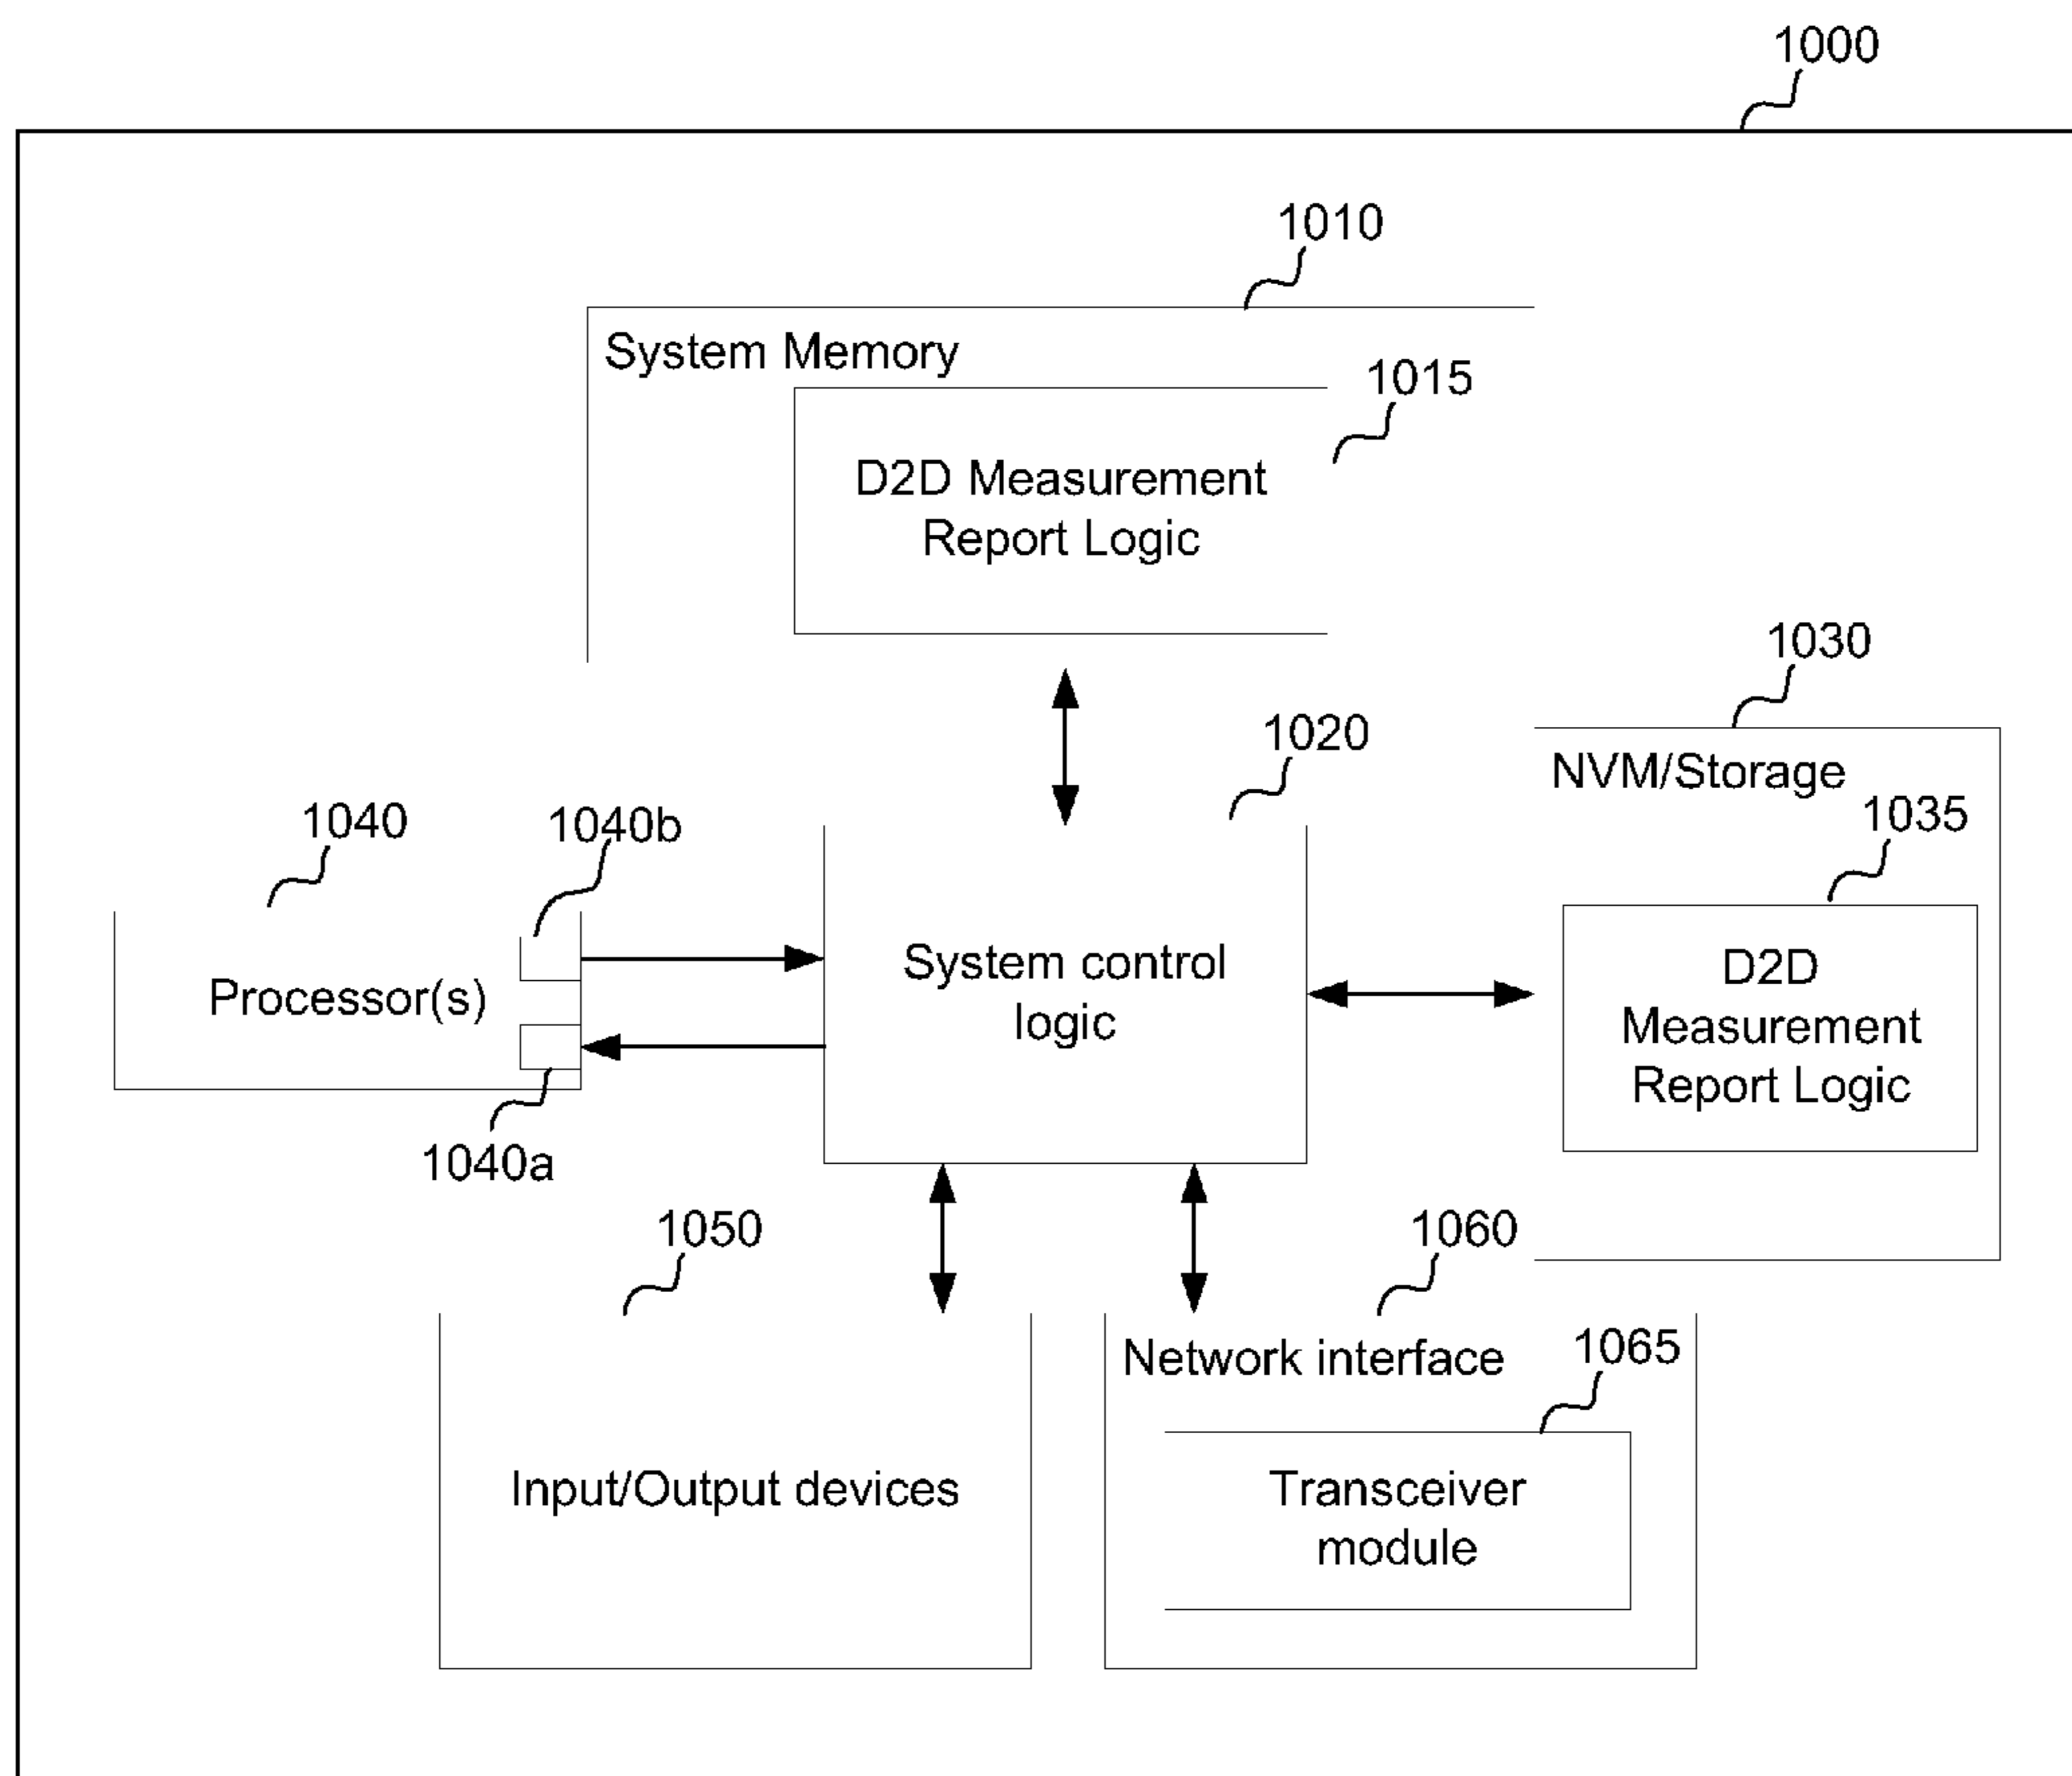 1000
1010
System Memory
1015
D2D Measurement
Report Logic
1030
1020
NVM/Storage
1035
1040
1040b
System control
logic
Processor(s)
D2D
Measurement
Report Logic
1040a
1050
1060
Network interface
1065
Input/Output devices
Transceiver
module